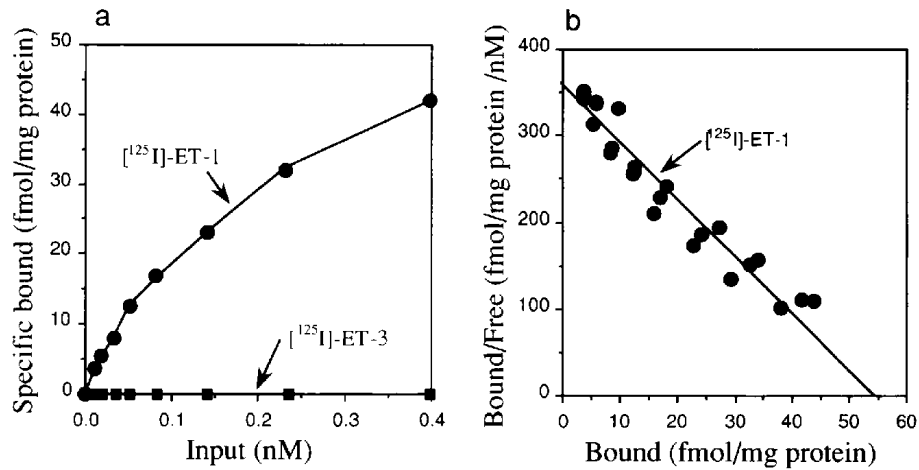 a
Specific bound (fmol/mg protein)
50
40
30
20
10
0
[¹²⁵I]-ET-1
[¹²⁵I]-ET-3
0.0 0.1 0.2 0.3 0.4
Input (nM)
b
Bound/Free (fmol/mg protein /nM)
400
300
200
100
0
[¹²⁵I]-ET-1
0 10 20 30 40 50 60
Bound (fmol/mg protein)